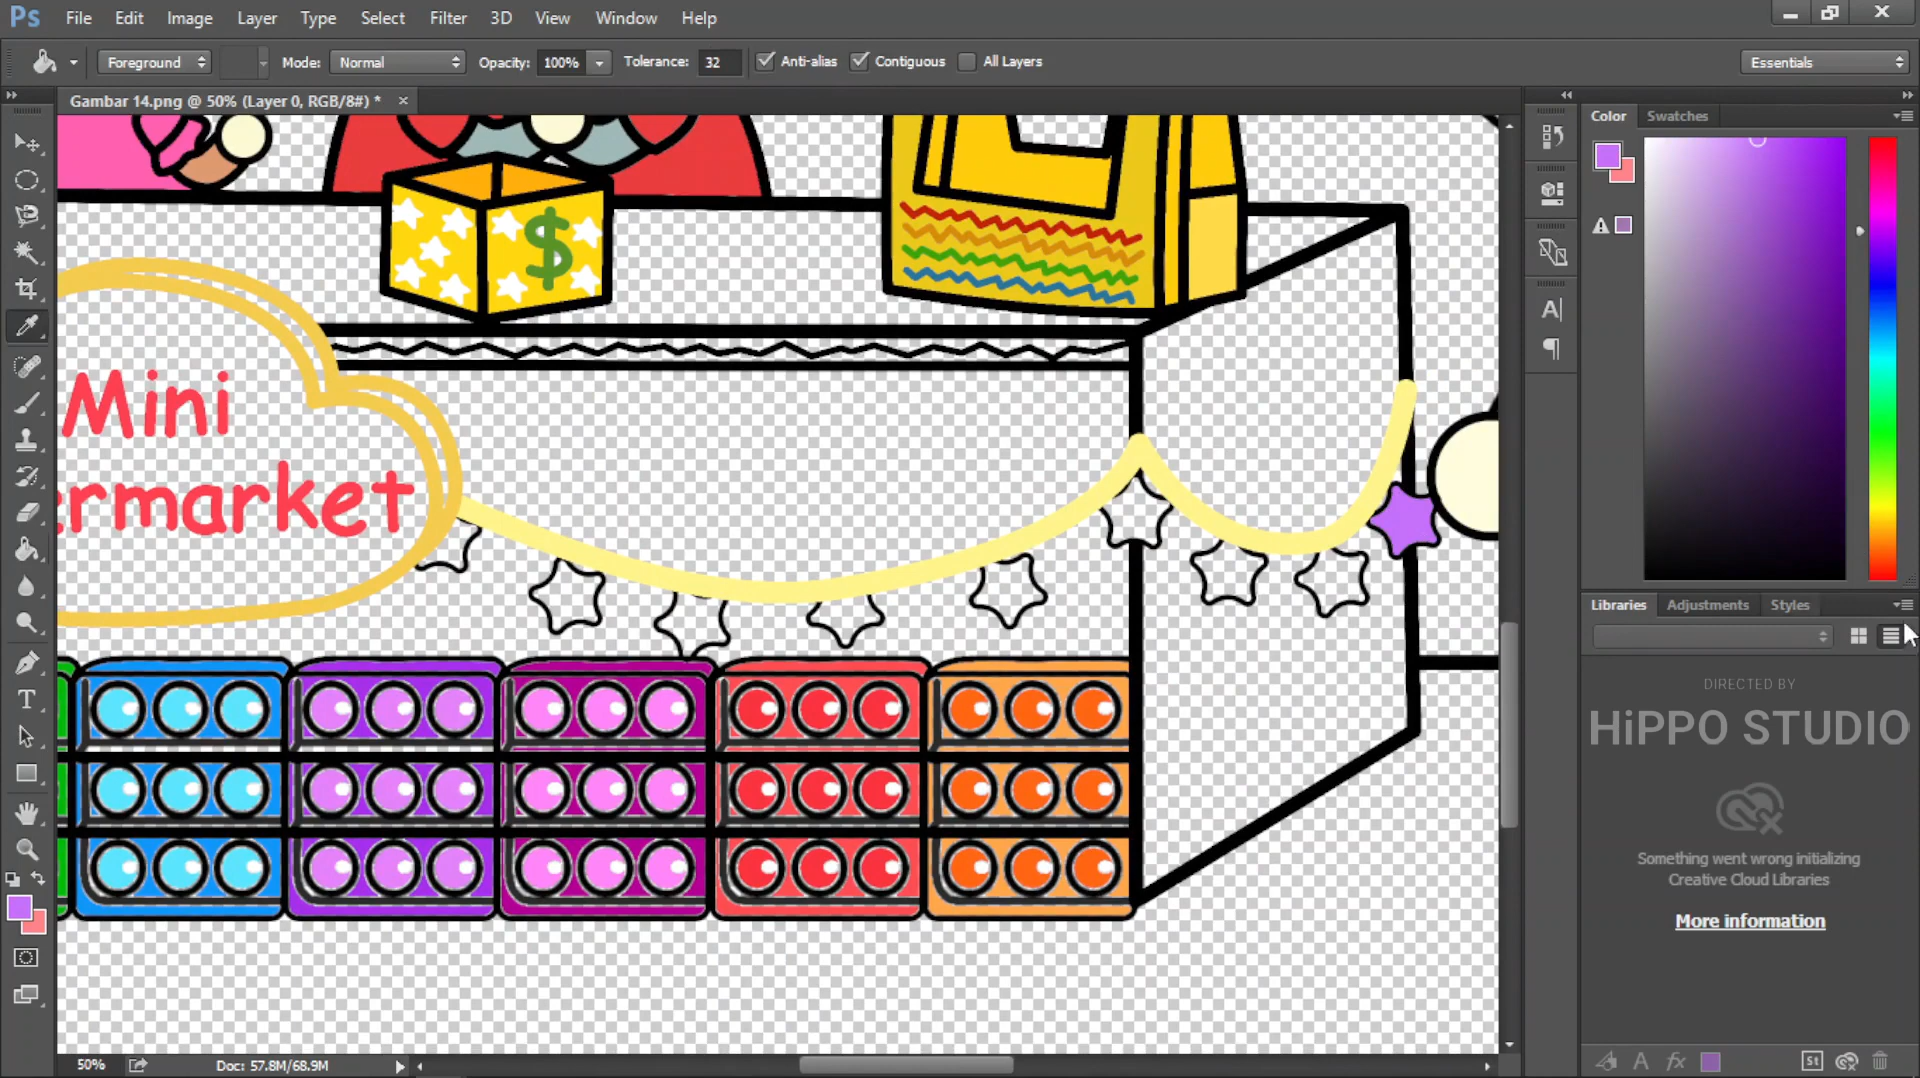 Ps File Edit Image Layer Type Select Filter 3D View Window Help
Foreground Mode: Normal Opacity: 100% Tolerance: 32 Anti-alias Contiguous All Layers Essentials
Gambar 14.png @ 50% (Layer 0, RGB/8#) *
Color Swatches
$
Mini
ermarket
Libraries Adjustments Styles
DIRECTED BY
HiPPO STUDIO
Something went wrong initializing
Creative Cloud Libraries
More information
50% Doc: 57.8M/68.9M
St